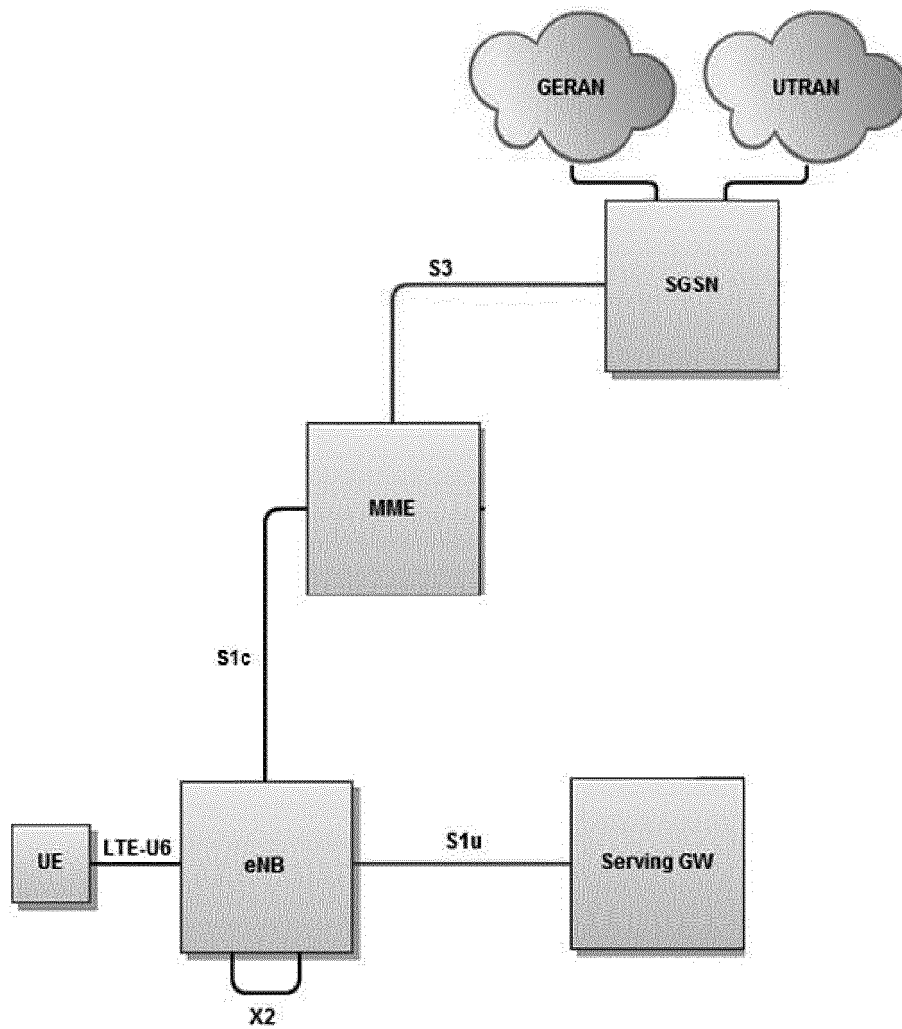 GERAN
UTRAN
S3
SGSN
MME
S1c
UE
LTE-U6
eNB
S1u
Serving GW
X2